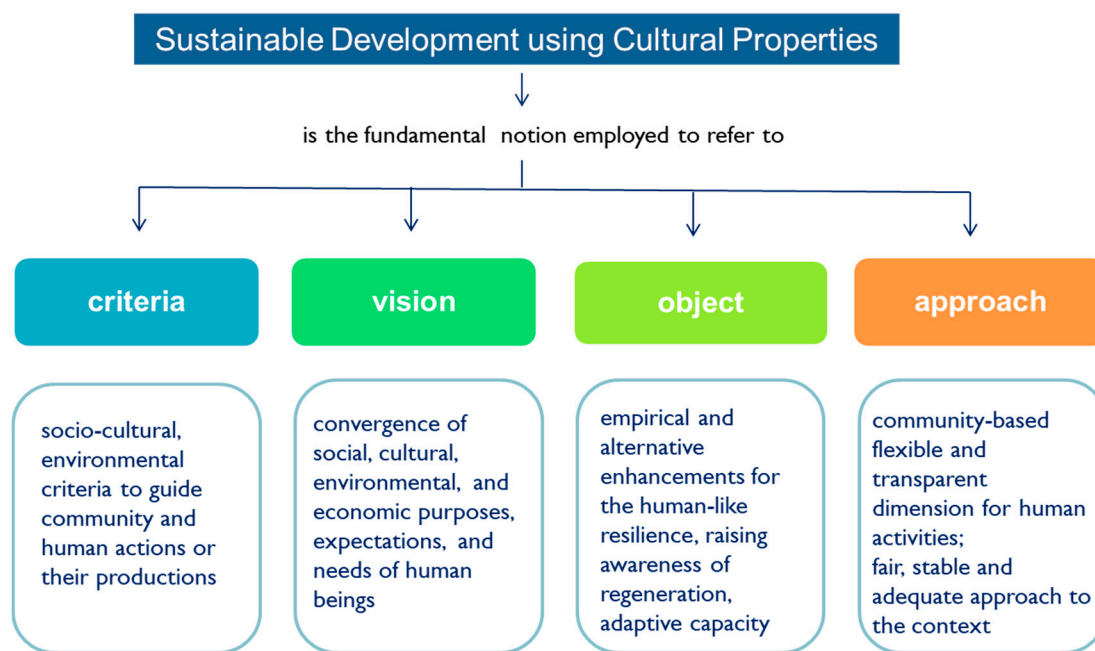 Sustainable Development using Cultural Properties
is the fundamental notion employed to refer to
criteria
vision
object
approach
socio-cultural,
environmental
criteria to guide
community and
human actions or
their productions
convergence of
social, cultural,
environmental, and
economic purposes,
expectations, and
needs of human
beings
empirical and
alternative
enhancements for
the human-like
resilience, raising
awareness of
regeneration,
adaptive capacity
community-based
flexible and
transparent
dimension for human
activities;
fair, stable and
adequate approach to
the context